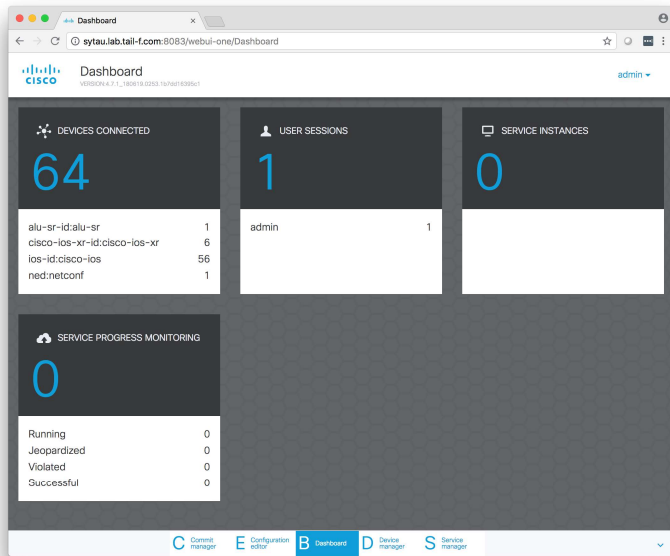 Dashboard
sytau.lab.tail-f.com:8083/webui-one/Dashboard
CISCO
Dashboard
admin
DEVICES CONNECTED
64
alu-sr-id:alu-sr 1
cisco-ios-xr-id:cisco-ios-xr 6
ios-id:cisco-ios 56
ned:netconf 1
USER SESSIONS
1
admin 1
SERVICE INSTANCES
0
SERVICE PROGRESS MONITORING
0
Running 0
Jeopardized 0
Violated 0
Successful 0
C Commit manager
E Configuration editor
B Dashboard
D Device manager
S Service manager